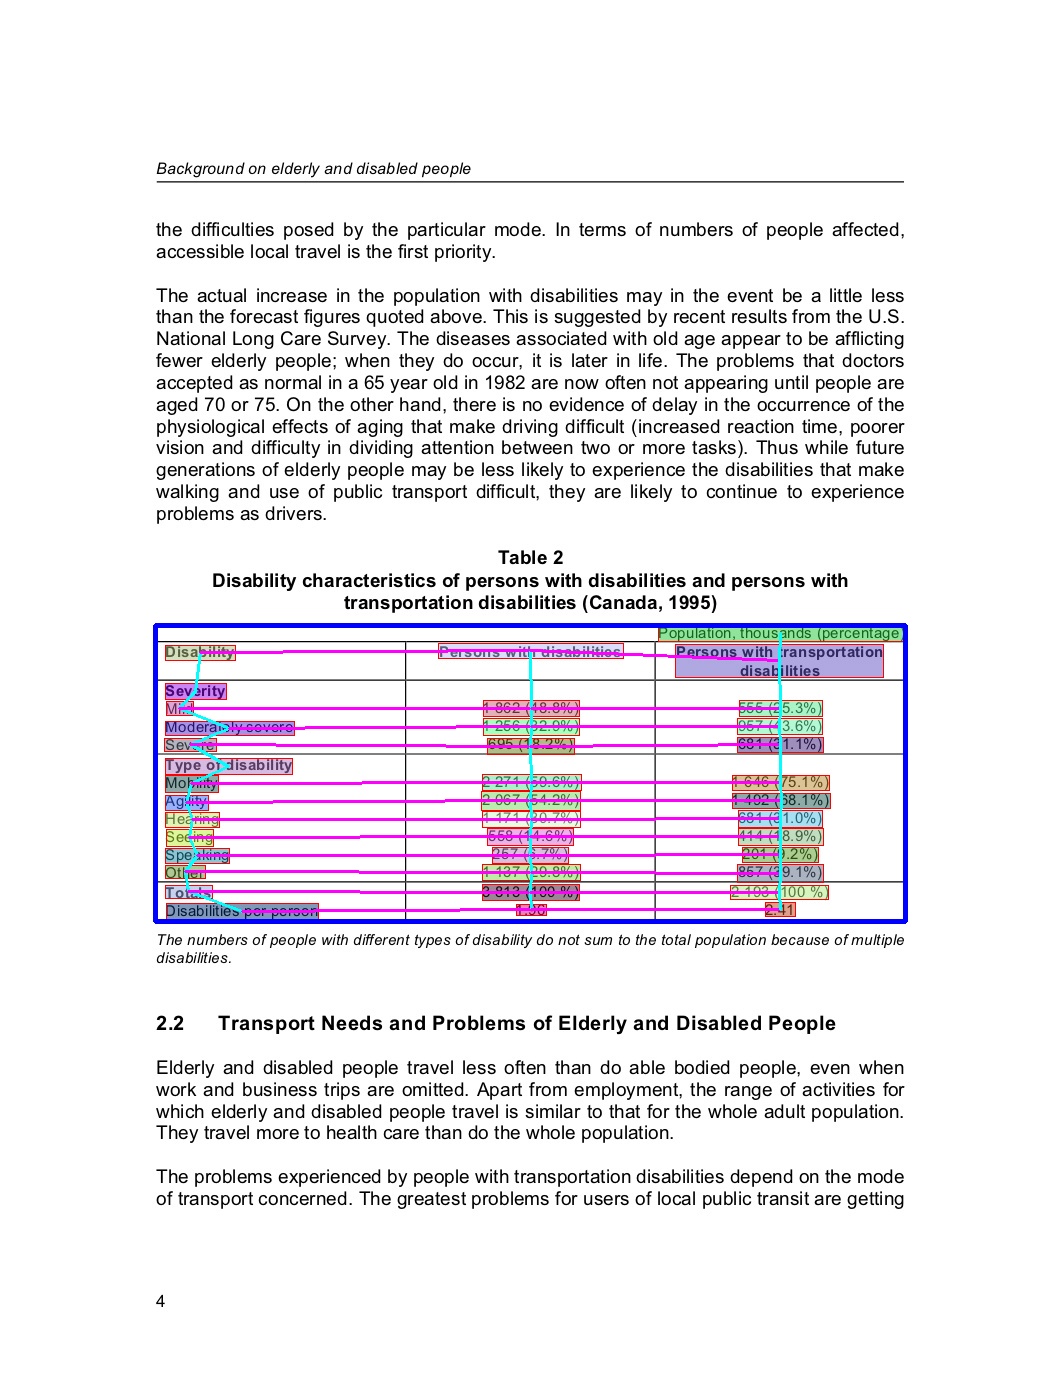 Background on elderly and disabled people
the difficulties posed by the particular mode. In terms of numbers of people affected,
accessible local travel is the first priority.
The actual increase in the population with disabilities may in the event be a little less
than the forecast figures quoted above. This is suggested by recent results from the U.S.
National Long Care Survey. The diseases associated with old age appear to be afflicting
fewer elderly people; when they do occur, it is later in life. The problems that doctors
accepted as normal in a 65 year old in 1982 are now often not appearing until people are
aged 70 or 75. On the other hand, there is no evidence of delay in the occurrence of the
physiological effects of aging that make driving difficult (increased reaction time, poorer
vision and difficulty in dividing attention between two or more tasks). Thus while future
generations of elderly people may be less likely to experience the disabilities that make
walking and use of public transport difficult, they are likely to continue to experience
problems as drivers.
Table 2
Disability characteristics of persons with disabilities and persons with
transportation disabilities (Canada, 1995)
Population, thousands (percentage)
Disability Persons with disabilities Persons with transportation
disabilities
Severity
Mild 1 862 (48.8%) 555 (25.3%)
Moderately severe 1 256 (32.9%) 957 (43.6%)
Severe 695 (18.2%) 681 (31.1%)
Type of disability
Mobility 2 271 (59.6%) 1 646 (75.1%)
Agility 2 067 (54.2%) 1 492 (68.1%)
Hearing 1 171 (30.7%) 681 (31.0%)
Seeing 558 (14.6%) 414 (18.9%)
Speaking 257 (6.7%) 201 (9.2%)
Other 1 137 (29.8%) 857 (39.1%)
Totals 3 813 (100 %) 2 193 (100 %)
Disabilities per person 1.96 2.41
The numbers of people with different types of disability do not sum to the total population because of multiple
disabilities.
2.2 Transport Needs and Problems of Elderly and Disabled People
Elderly and disabled people travel less often than do able bodied people, even when
work and business trips are omitted. Apart from employment, the range of activities for
which elderly and disabled people travel is similar to that for the whole adult population.
They travel more to health care than do the whole population.
The problems experienced by people with transportation disabilities depend on the mode
of transport concerned. The greatest problems for users of local public transit are getting
4